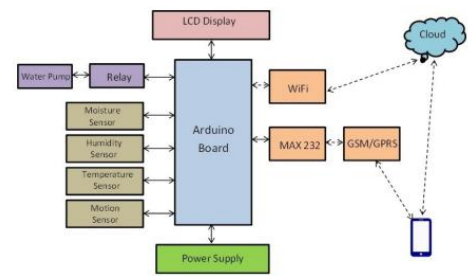 LCD Display
Cloud
Water Pump
Relay
WiFi
Moisture
Sensor
Humidity
Sensor
Arduino
Board
MAX 232
GSM/GPRS
Temperature
Sensor
Motion
Sensor
Power Supply